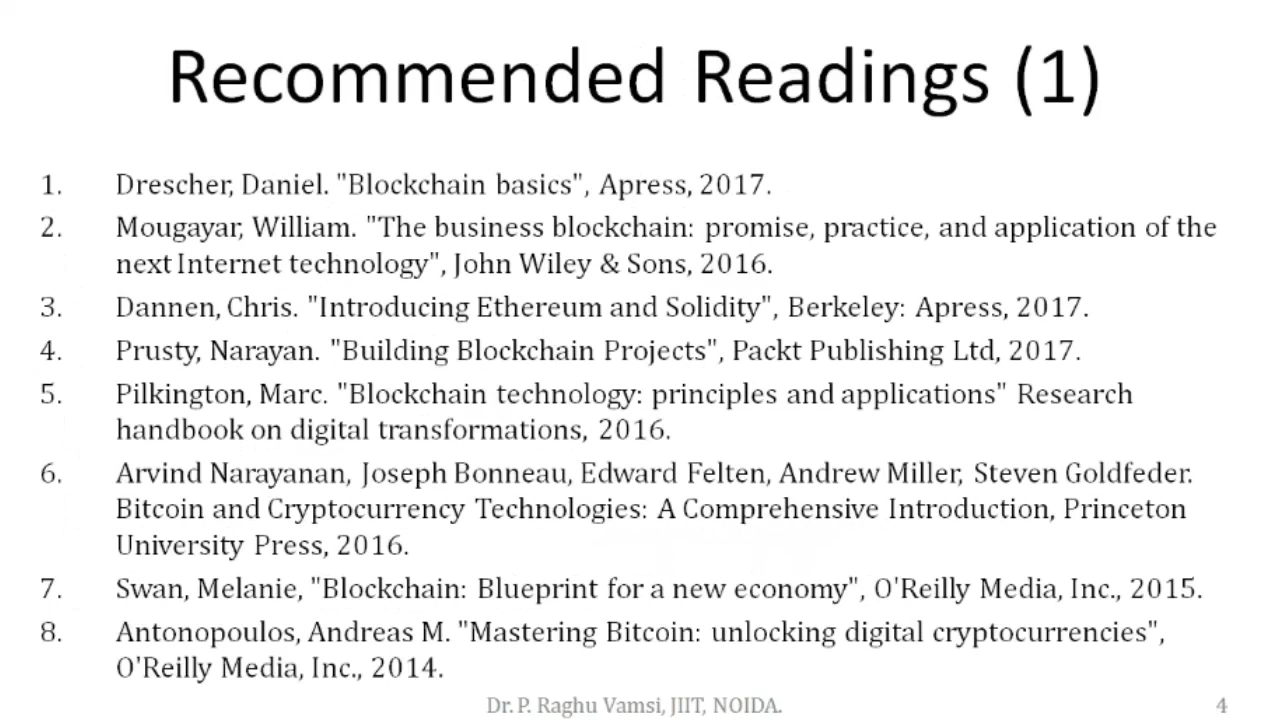 Recommended Readings (1)
1. Drescher, Daniel. "Blockchain basics", Apress, 2017.
2. Mougayar, William. "The business blockchain: promise, practice, and application of the
next Internet technology", John Wiley & Sons, 2016.
3. Dannen, Chris. "Introducing Ethereum and Solidity", Berkeley: Apress, 2017.
4. Prusty, Narayan. "Building Blockchain Projects", Packt Publishing Ltd, 2017.
5. Pilkington, Marc. "Blockchain technology: principles and applications" Research
handbook on digital transformations, 2016.
6. Arvind Narayanan, Joseph Bonneau, Edward Felten, Andrew Miller, Steven Goldfeder.
Bitcoin and Cryptocurrency Technologies: A Comprehensive Introduction, Princeton
University Press, 2016.
7. Swan, Melanie, "Blockchain: Blueprint for a new economy", O'Reilly Media, Inc., 2015.
8. Antonopoulos, Andreas M. "Mastering Bitcoin: unlocking digital cryptocurrencies",
O'Reilly Media, Inc., 2014.
Dr. P. Raghu Vamsi, JIIT, NOIDA. 4